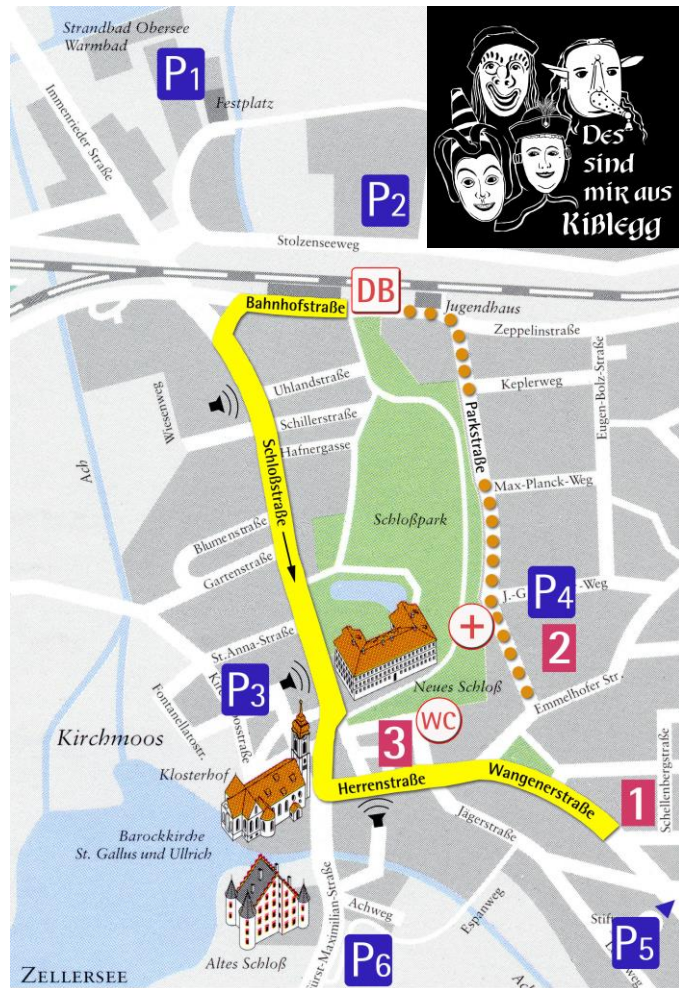 Strandbad Obersee
Warmbad
P1
Festplatz
Immenrieder Straße
Des
sind
mir aus
Kißlegg
P2
Stolzenseeweg
DB
Bahnhofstraße
Jugendhaus
Zeppelinstraße
Uhlandstraße
Keplerweg
Eugen-Bolz-Straße
Wiesenweg
Schillerstraße
Hafnergasse
Parkstraße
Ach
Schloßstraße
Max-Planck-Weg
Schloßpark
Blumenstraße
Gartenstraße
P4
2
St.Anna-Straße
Neues Schloß
Emmelhofer Str.
P3
WC
Fontanellatostr.
Kirchmoos
3
Klosterhof
Herrenstraße
Wangenerstraße
1
Schellenbergstraße
Jägerstraße
Barockkirche
St. Gallus und Ullrich
Achweg
Espanweg
P5
P6
Altes Schloß
ZELLERSEE